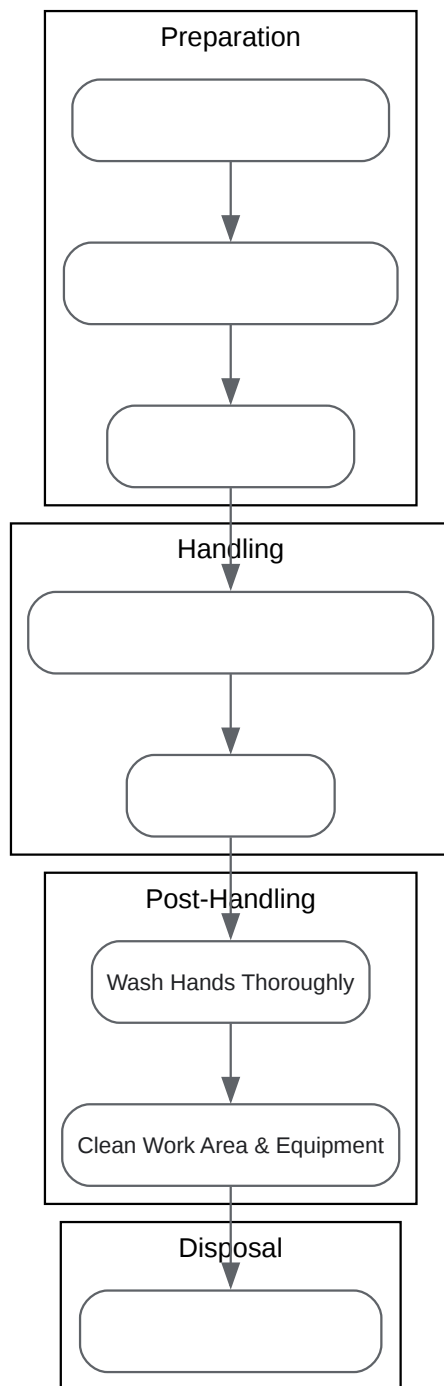 Preparation
Handling
Post-Handling
Wash Hands Thoroughly
Clean Work Area & Equipment
Disposal